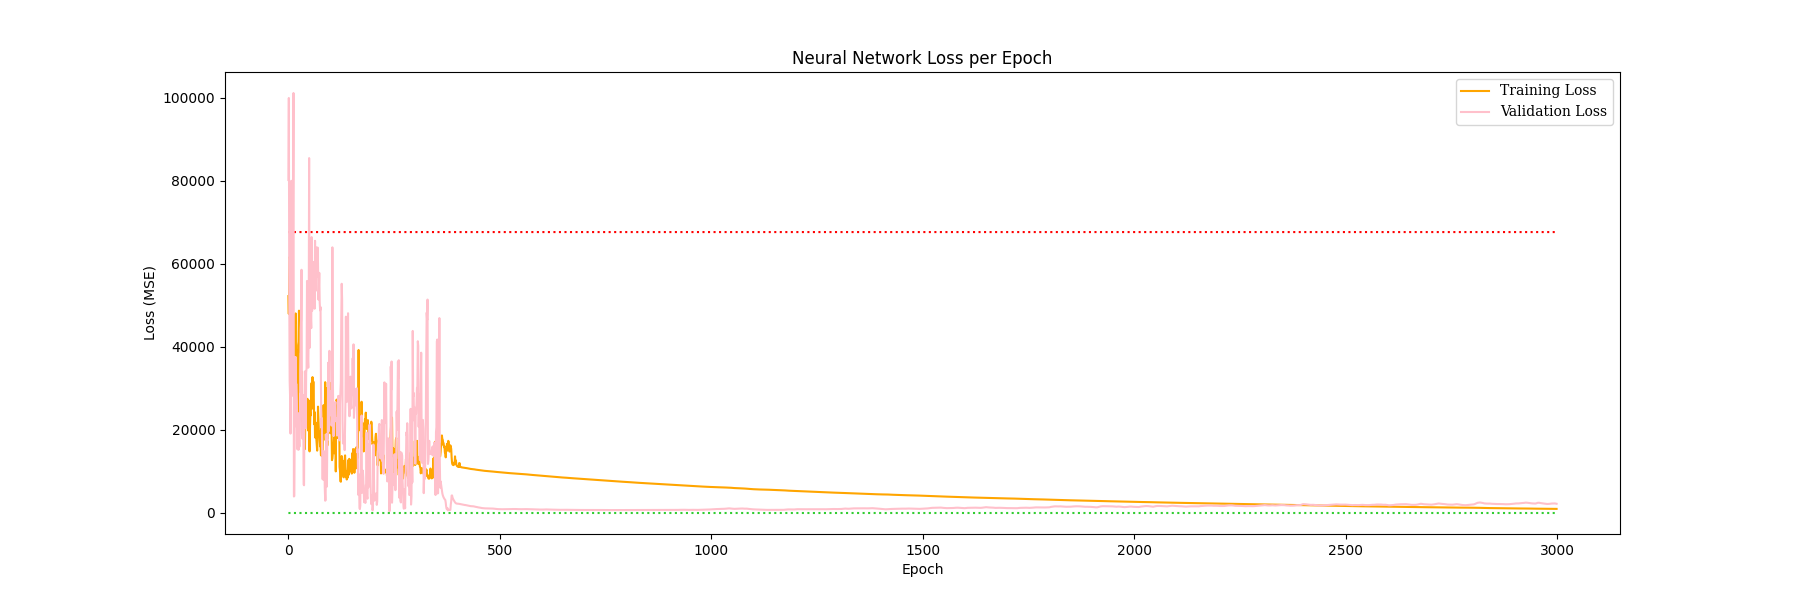 Neural Network Loss per Epoch
Training Loss
Validation Loss
100000
80000
60000
40000
20000
0
Loss (MSE)
0 500 1000 1500 2000 2500 3000
Epoch